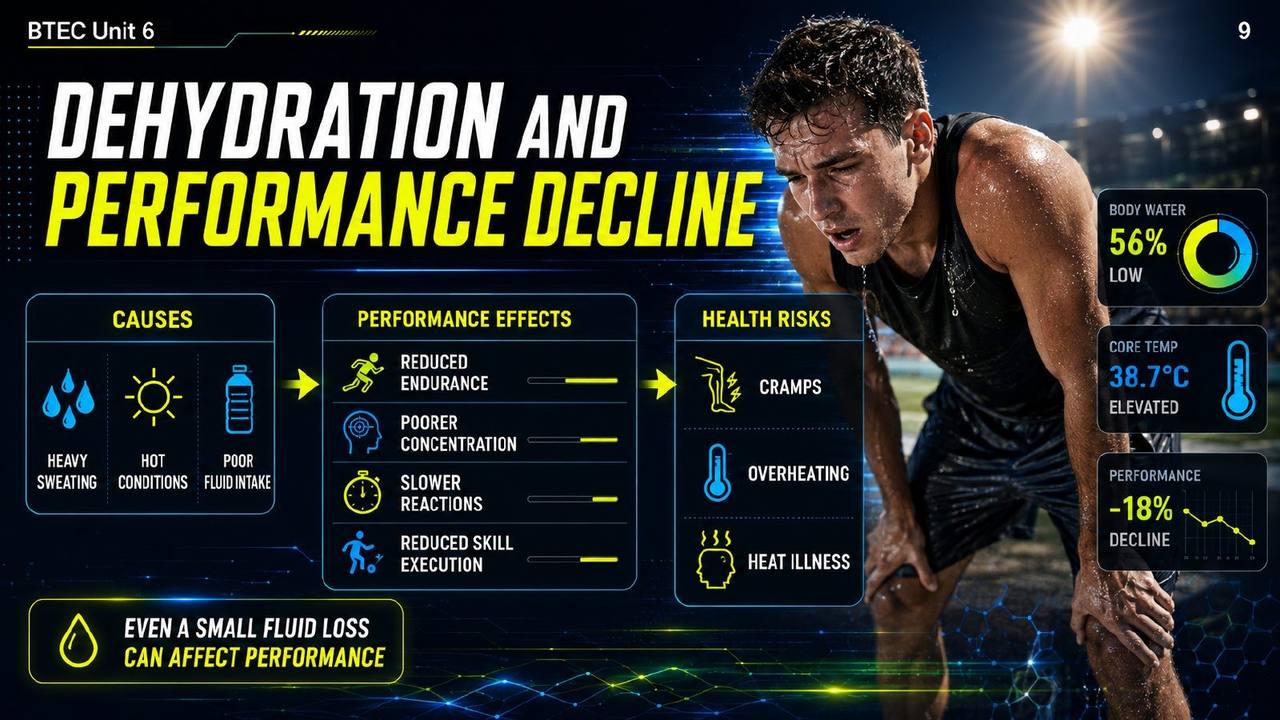 BTEC Unit 6
9
DEHYDRATION AND
PERFORMANCE DECLINE
CAUSES
HEAVY
SWEATING
HOT
CONDITIONS
POOR
FLUID INTAKE
PERFORMANCE EFFECTS
REDUCED
ENDURANCE
POORER
CONCENTRATION
SLOWER
REACTIONS
REDUCED SKILL
EXECUTION
HEALTH RISKS
CRAMPS
OVERHEATING
HEAT ILLNESS
BODY WATER
56%
LOW
CORE TEMP
38.7°C
ELEVATED
PERFORMANCE
-18%
DECLINE
EVEN A SMALL FLUID LOSS
CAN AFFECT PERFORMANCE